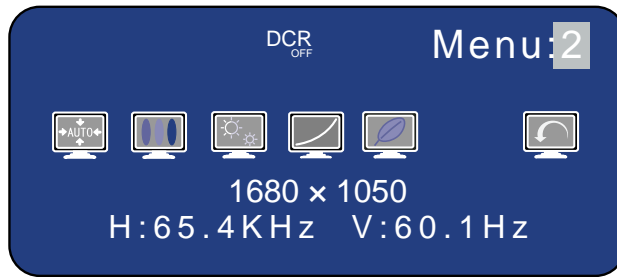 DCR
OFF
Menu:2
AUTO
1680 × 1050
H:65.4KHz V:60.1Hz